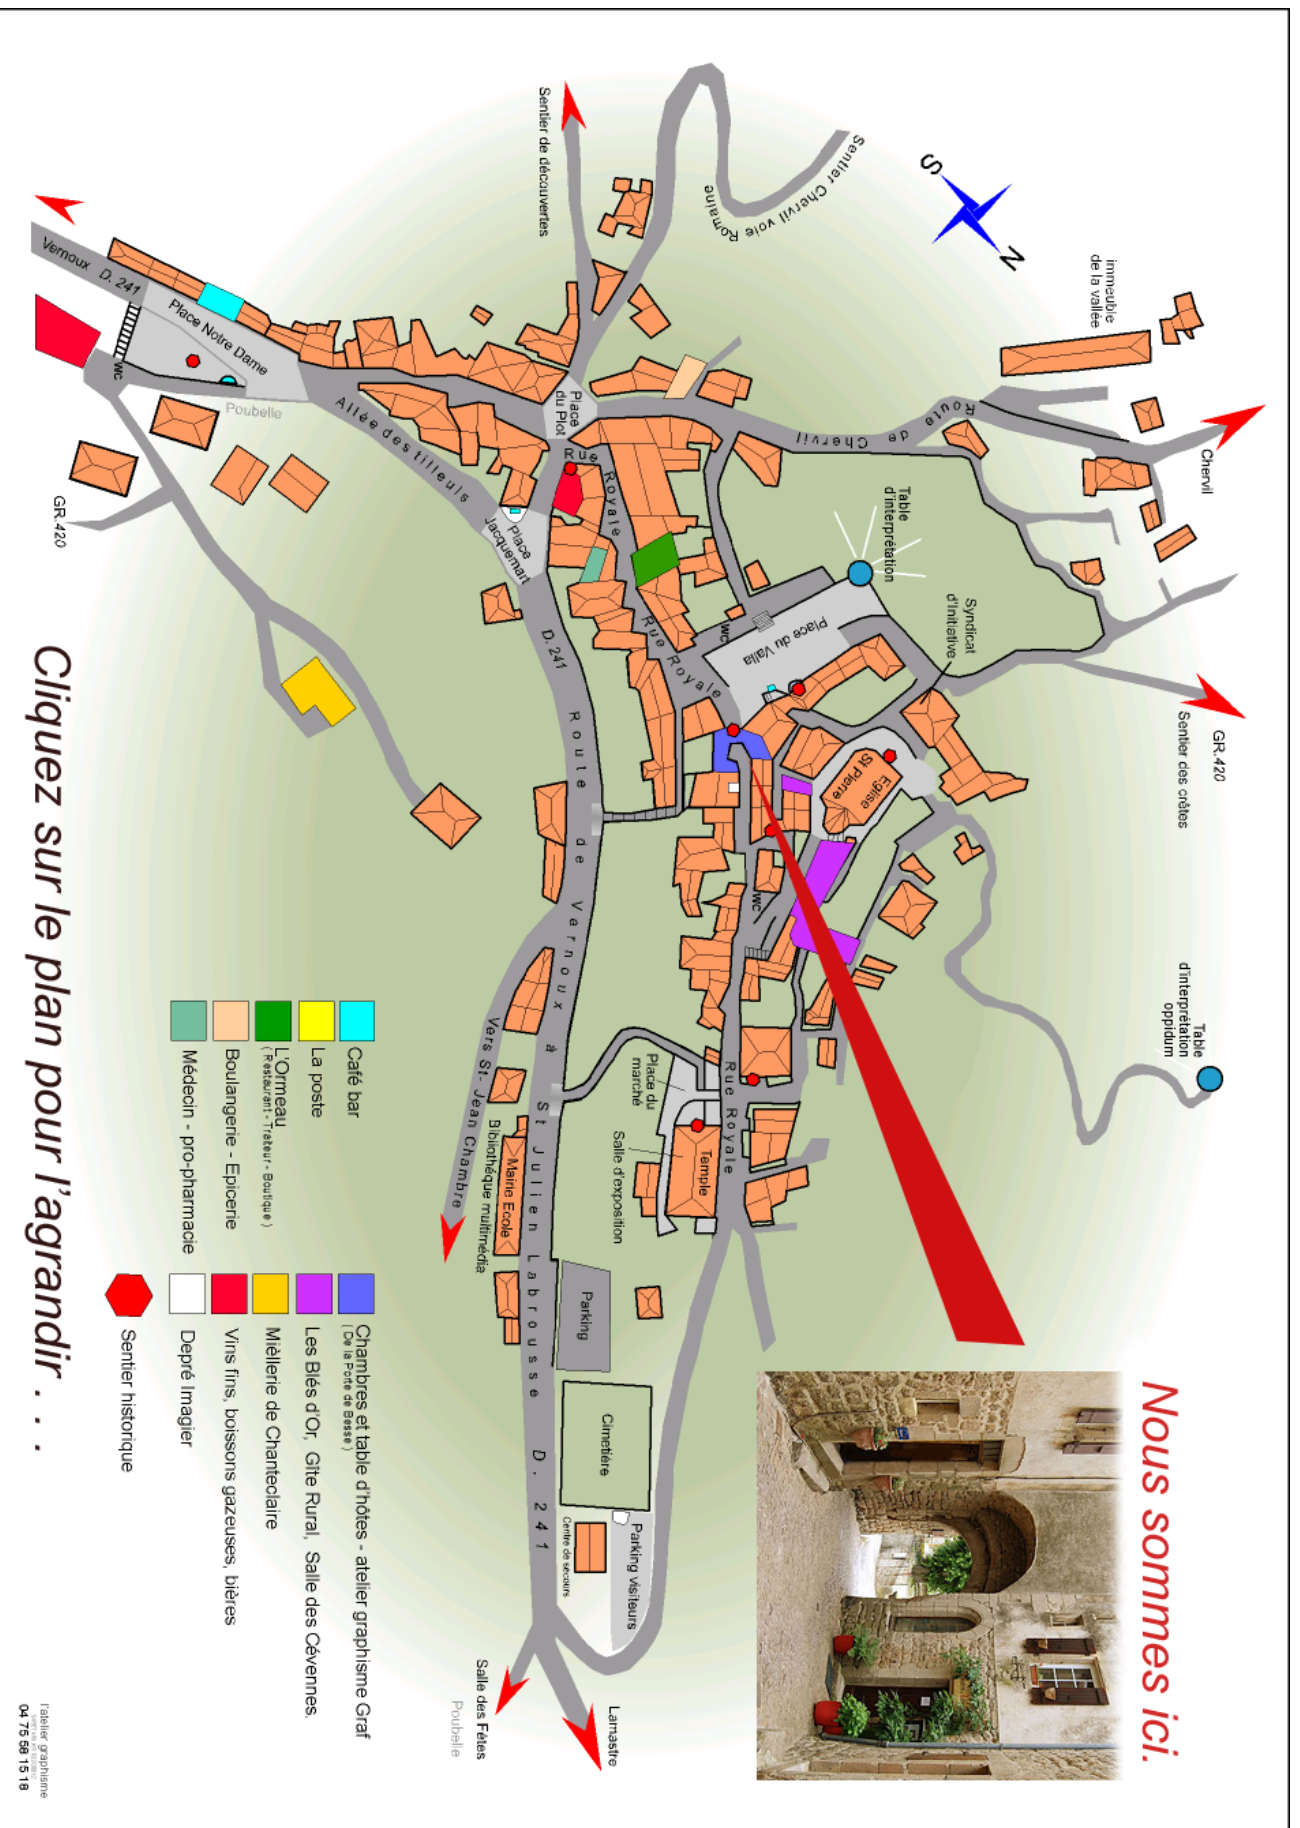 Nous sommes ici.
S
N
immeuble
de la vallée
Chervil
Route de Chervil
Sentier Chervil voie Romaine
Sentier de découvertes
Table
d'interprétation
Syndicat
d'Initiative
GR.420
Sentier des crêtes
Table
d'interprétation
oppidum
Place du Valla
WC
Eglise
St Pierre
WC
Place
du Plot
Rue Royale
Rue Royale
Rue Royale
Place
Jacquemart
Allée des tilleuls
Place Notre Dame
Vernoux D. 241
WC
Poubelle
GR.420
D. 241 Route de Vernoux à St Julien Labrousse D. 241
Vers St- Jean Chambre
Place du
marché
Salle d'exposition
Temple
Mairie Ecole
Bibliothéque multimédia
Parking
Cimetière
Parking visiteurs
Centre de secours
Lamastre
Salle des Fêtes
Poubelle
Café bar
La poste
L'Ormeau
( Restaurant - Traiteur - Boutique )
Boulangerie - Epicerie
Médecin - pro-pharmacie
Chambres et table d'hôtes - atelier graphisme Graf
( De la Porte de Besse )
Les Blés d'Or, Gîte Rural, Salle des Cévennes.
Mièllerie de Chanteclaire
Vins fins, boissons gazeuses, bières
Depré Imagier
Sentier historique
Cliquez sur le plan pour l'agrandir . . .
l'atelier graphisme
04 75 58 15 18